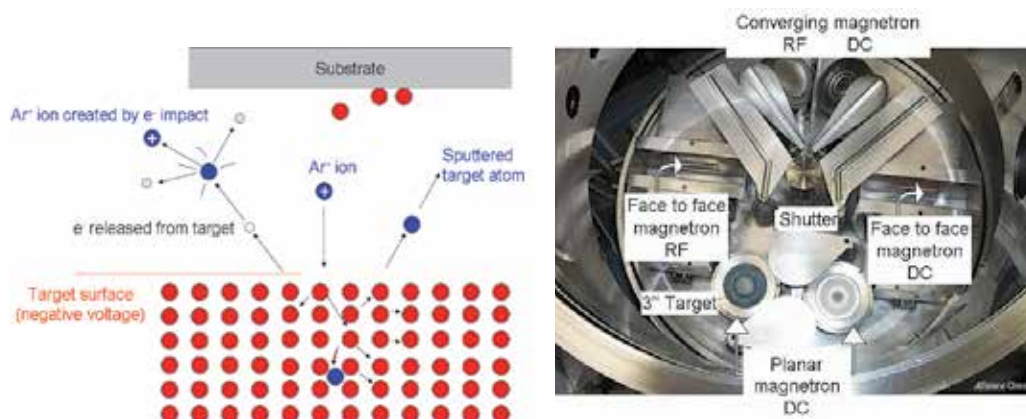 Substrate
Ar⁺ ion created by e⁻ impact
+
Ar⁺ ion
+
Sputtered
target atom
e⁻ released from target
Target surface
(negative voltage)
Converging magnetron
RF DC
Face to face
magnetron
RF
Shutter
Face to face
magnetron
DC
3" Target
Planar
magnetron
DC